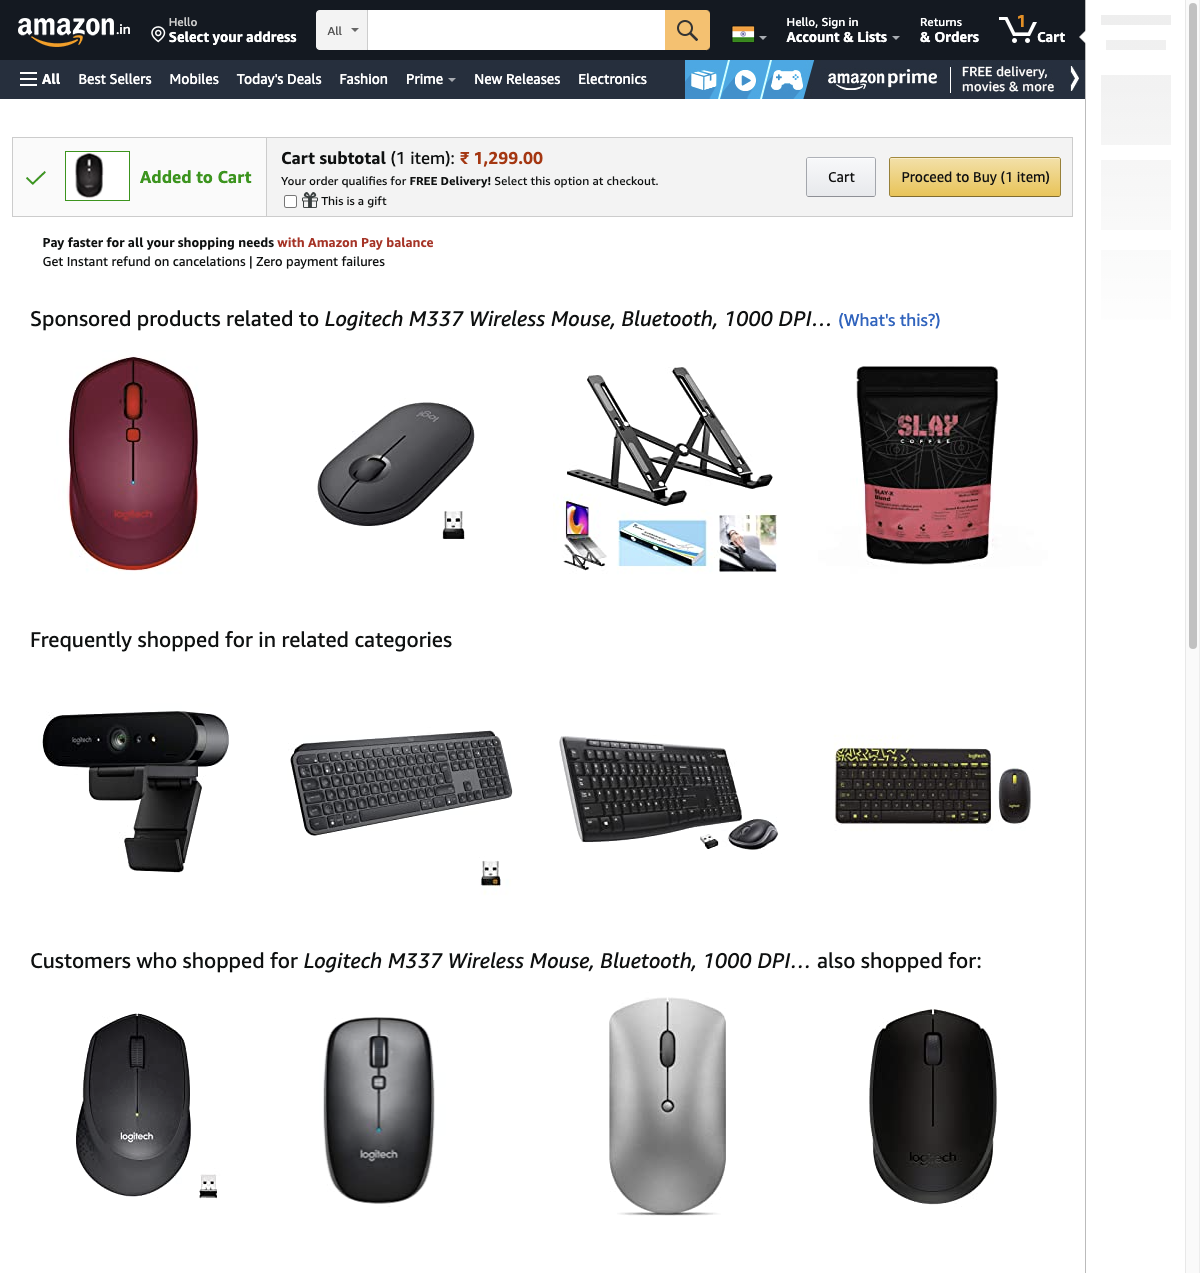 amazon.in
Hello
Select your address
All
Hello, Sign in
Account & Lists
Returns
& Orders
1
Cart
All
Best Sellers
Mobiles
Today's Deals
Fashion
Prime
New Releases
Electronics
amazon prime
FREE delivery,
movies & more
Added to Cart
Cart subtotal (1 item): ₹ 1,299.00
Your order qualifies for FREE Delivery! Select this option at checkout.
This is a gift
Cart
Proceed to Buy (1 item)
Pay faster for all your shopping needs with Amazon Pay balance
Get Instant refund on cancelations | Zero payment failures
Sponsored products related to Logitech M337 Wireless Mouse, Bluetooth, 1000 DPI… (What's this?)
logitech
logi
SLAY
COFFEE
SLAY-X
Blend
Frequently shopped for in related categories
logitech
logitech
Customers who shopped for Logitech M337 Wireless Mouse, Bluetooth, 1000 DPI… also shopped for:
logitech
logitech
logitech